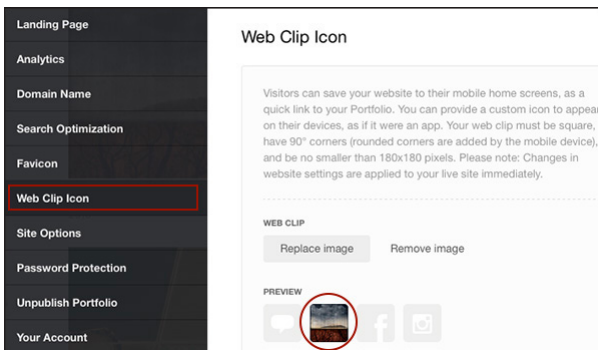 Landing Page
Analytics
Domain Name
Search Optimization
Favicon
Web Clip Icon
Site Options
Password Protection
Unpublish Portfolio
Your Account
Web Clip Icon
Visitors can save your website to their mobile home screens, as a
quick link to your Portfolio. You can provide a custom icon to appear
on their devices, as if it were an app. Your web clip must be square,
have 90° corners (rounded corners are added by the mobile device),
and be no smaller than 180x180 pixels. Please note: Changes in
website settings are applied to your live site immediately.
WEB CLIP
Replace image Remove image
PREVIEW